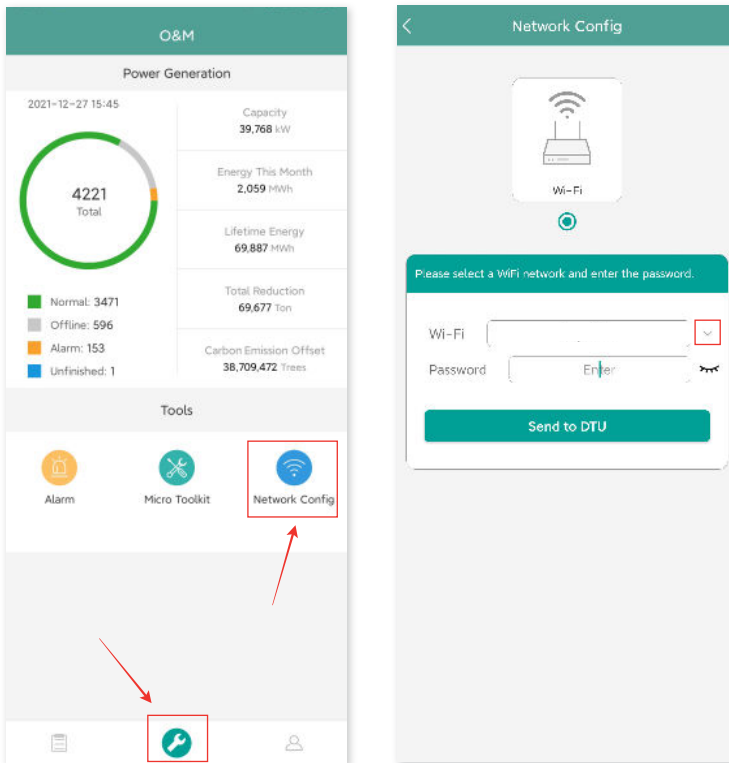 O&M
Power Generation
2021-12-27 15:45
4221
Total
Normal: 3471
Offline: 596
Alarm: 153
Unfinished: 1
Capacity
39,768 kW
Energy This Month
2,059 MWh
Lifetime Energy
69,887 MWh
Total Reduction
69,677 Ton
Carbon Emission Offset
38,709,472 Trees
Tools
Alarm
Micro Toolkit
Network Config
Network Config
Wi-Fi
Please select a WiFi network and enter the password.
Wi-Fi
Password
Enter
Send to DTU